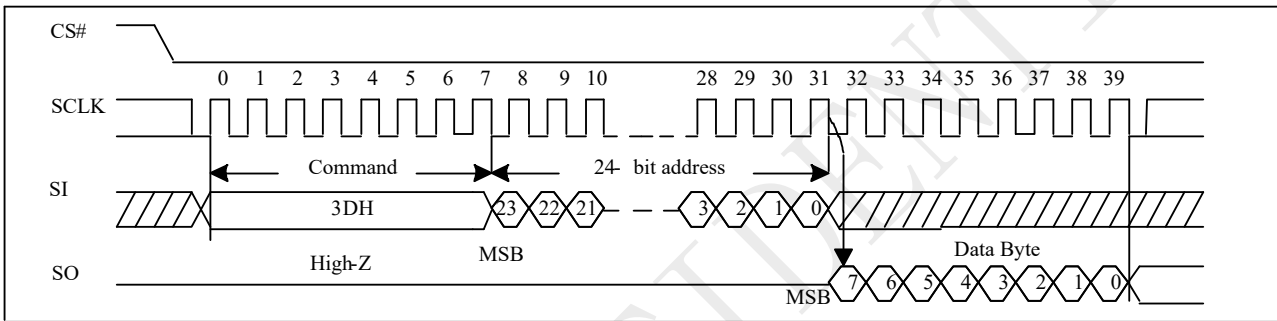 CS#
0 1 2 3 4 5 6 7 8 9 10 28 29 30 31 32 33 34 35 36 37 38 39
SCLK
Command 24- bit address
SI
3DH 23 22 21 3 2 1 0
MSB
High-Z
Data Byte
SO
MSB 7 6 5 4 3 2 1 0